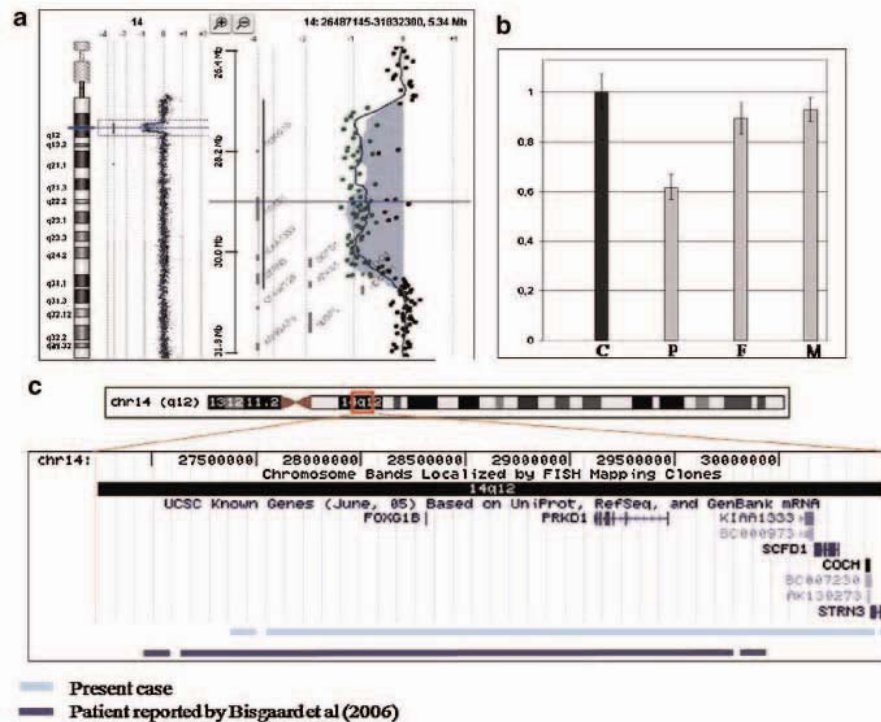 a
14
14: 26487145-31832380, 5.34 Mb
-4
-1
0
+1
26.4 Mb
28.2 Mb
30.0 Mb
31.8 Mb
q12
q21.1
q21.3
q22.2
q23.1
q23.3
q24.2
q31.1
q31.3
q32.12
q32.2
b
1
0,8
0,6
0,4
0,2
0
C P F M
c
chr14 (q12)
chr14: 27500000 28000000 28500000 29000000 29500000 30000000
Chromosome Bands Localized by FISH Mapping Clones
14q12
UCSC Known Genes (June, 05) Based on UniProt, RefSeq, and GenBank mRNA
FOXG1B PRKD1 KIAA1333
BC000973
SCFD1
COCH
BC007230
AK130273
STRN3
Present case
Patient reported by Bisgaard et al (2006)